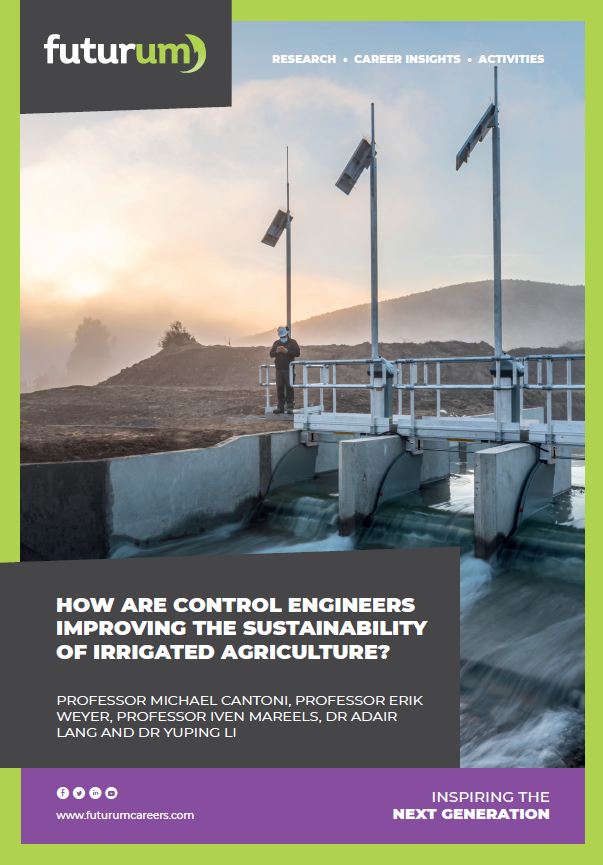 futurum
RESEARCH • CAREER INSIGHTS • ACTIVITIES
HOW ARE CONTROL ENGINEERS
IMPROVING THE SUSTAINABILITY
OF IRRIGATED AGRICULTURE?
PROFESSOR MICHAEL CANTONI, PROFESSOR ERIK
WEYER, PROFESSOR IVEN MAREELS, DR ADAIR
LANG AND DR YUPING LI
www.futurumcareers.com
INSPIRING THE
NEXT GENERATION